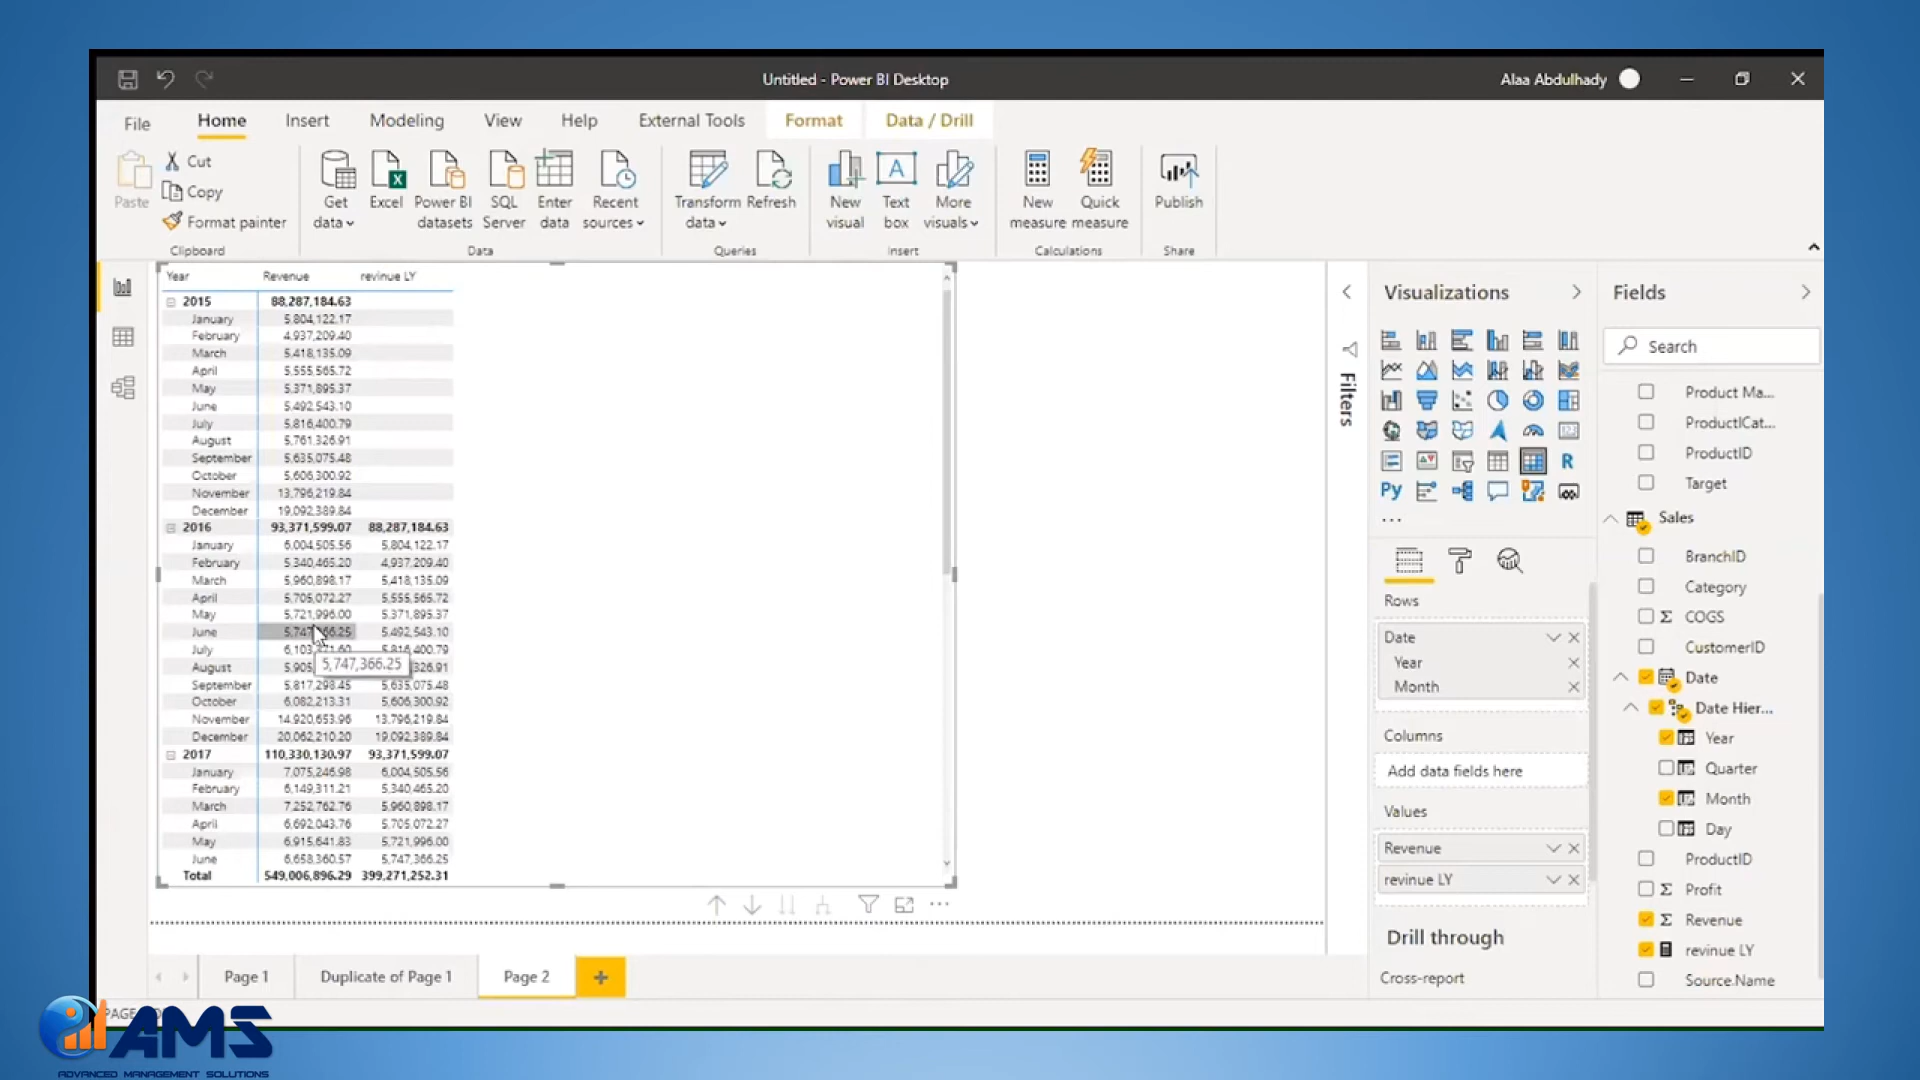 Untitled - Power BI Desktop
Alaa Abdulhady
File
Home
Insert
Modeling
View
Help
External Tools
Format
Data / Drill
Paste
Cut
Copy
Format painter
Clipboard
Get data
Excel
Power BI datasets
SQL Server
Enter data
Recent sources
Data
Transform data
Refresh
Queries
New visual
A
Text box
More visuals
Insert
New measure
Quick measure
Calculations
Publish
Share
Year Revenue revinue LY
2015 88,287,184.63
January 5,804,122.17
February 4,937,209.40
March 5,418,135.09
April 5,555,565.72
May 5,371,895.37
June 5,492,543.10
July 5,816,400.79
August 5,761,326.91
September 5,635,075.48
October 5,606,300.92
November 13,796,219.84
December 19,092,389.84
2016 93,371,599.07 88,287,184.63
January 6,004,505.56 5,804,122.17
February 5,340,465.20 4,937,209.40
March 5,960,898.17 5,418,135.09
April 5,705,072.27 5,555,565.72
May 5,721,996.00 5,371,895.37
June 5,492,543.10
July
August
5,747,366.25
September 5,817,298.45 5,635,075.48
October 6,082,213.31 5,606,300.92
November 14,920,653.96 13,796,219.84
December 20,062,210.20 19,092,389.84
2017 110,330,130.97 93,371,599.07
January 7,075,246.98 6,004,505.56
February 6,149,311.21 5,340,465.20
March 7,252,762.76 5,960,898.17
April 6,692,043.76 5,705,072.27
May 6,915,641.83 5,721,996.00
June 6,658,360.57 5,747,366.25
Total 549,006,896.29 399,271,252.31
Filters
Visualizations
R
Py
Rows
Date
Year
Month
Columns
Add data fields here
Values
Revenue
revinue LY
Drill through
Cross-report
Fields
Search
Product Ma...
ProductlCat...
ProductID
Target
Sales
BranchID
Category
COGS
CustomerID
Date
Date Hier...
Year
Quarter
Month
Day
ProductID
Profit
Revenue
revinue LY
Source.Name
Page 1
Duplicate of Page 1
Page 2
PAGE
AMS
ADVANCED MANAGEMENT SOLUTIONS